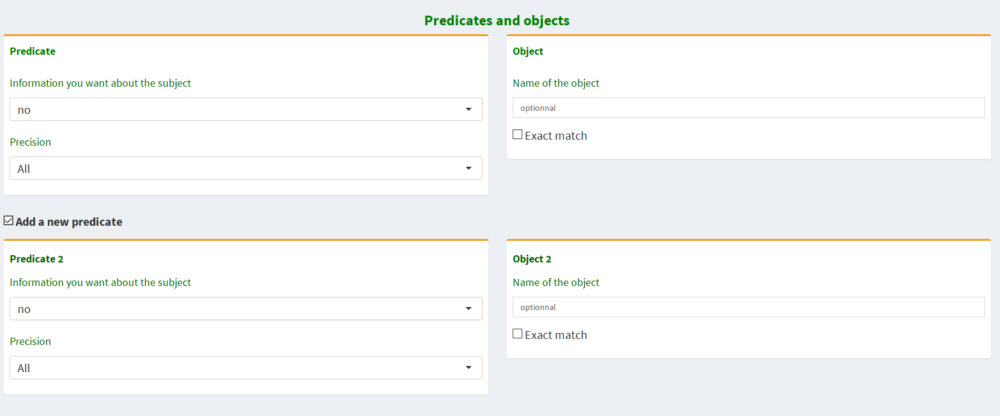 Predicates and objects
Predicate
Information you want about the subject
no
Precision
All
Object
Name of the object
optionnal
Exact match
Add a new predicate
Predicate 2
Information you want about the subject
no
Precision
All
Object 2
Name of the object
optionnal
Exact match